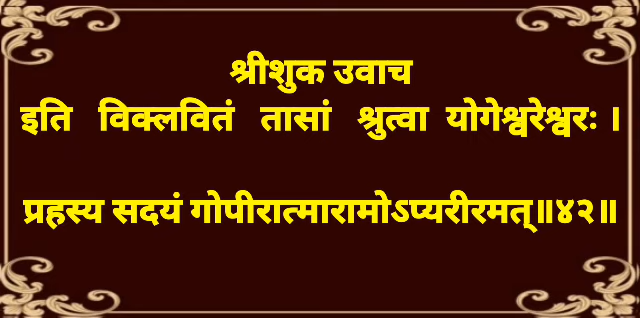 श्रीशुक उवाच
इति विक्लवितं तासां श्रुत्वा योगेश्वरेश्वरः ।
प्रहस्य सदयं गोपीरात्मारामोऽप्यरीरमत्॥४२॥